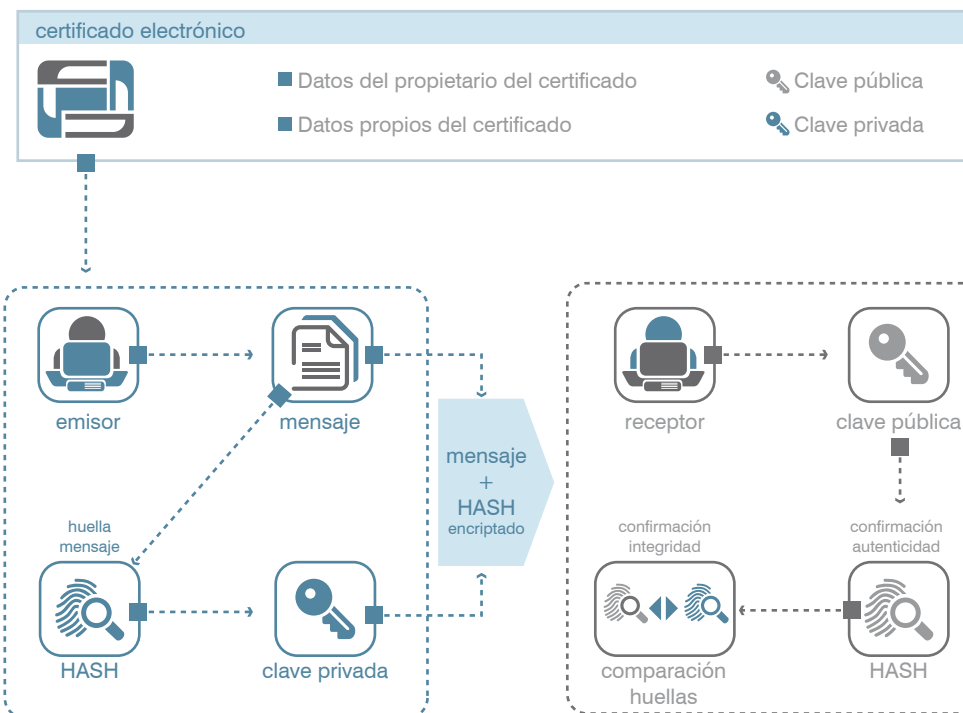 certificado electrónico
Datos del propietario del certificado
Clave pública
Datos propios del certificado
Clave privada
emisor
mensaje
receptor
clave pública
mensaje
+
HASH
encriptado
huella
mensaje
confirmación
integridad
confirmación
autenticidad
HASH
clave privada
comparación
huellas
HASH